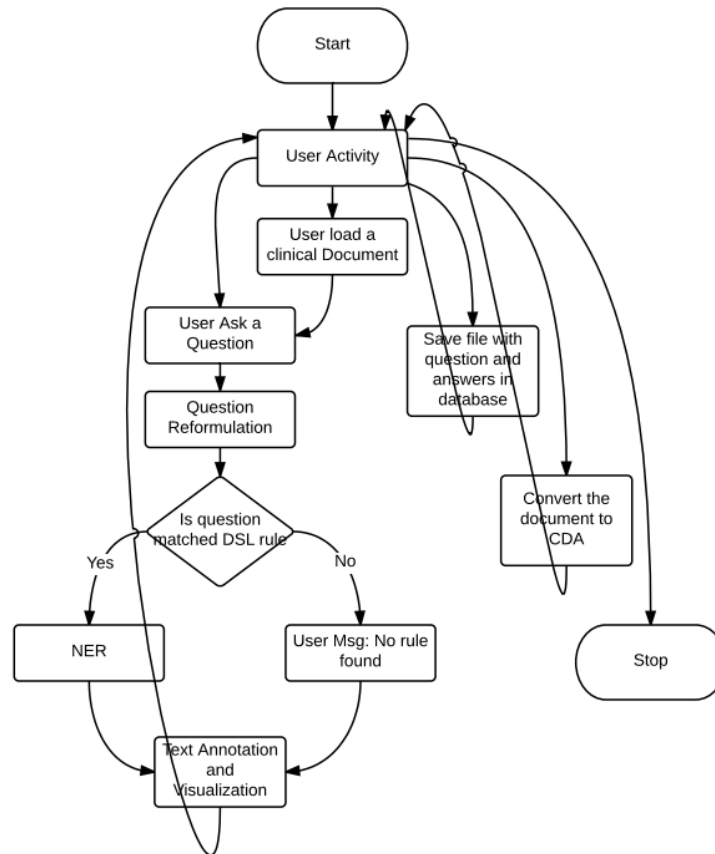 Start
User Activity
User load a
clinical Document
User Ask a
Question
Save file with
question and
answers in
database
Question
Reformulation
Convert the
document to
CDA
Is question
matched DSL rule
Yes
No
NER
User Msg: No rule
found
Stop
Text Annotation
and
Visualization